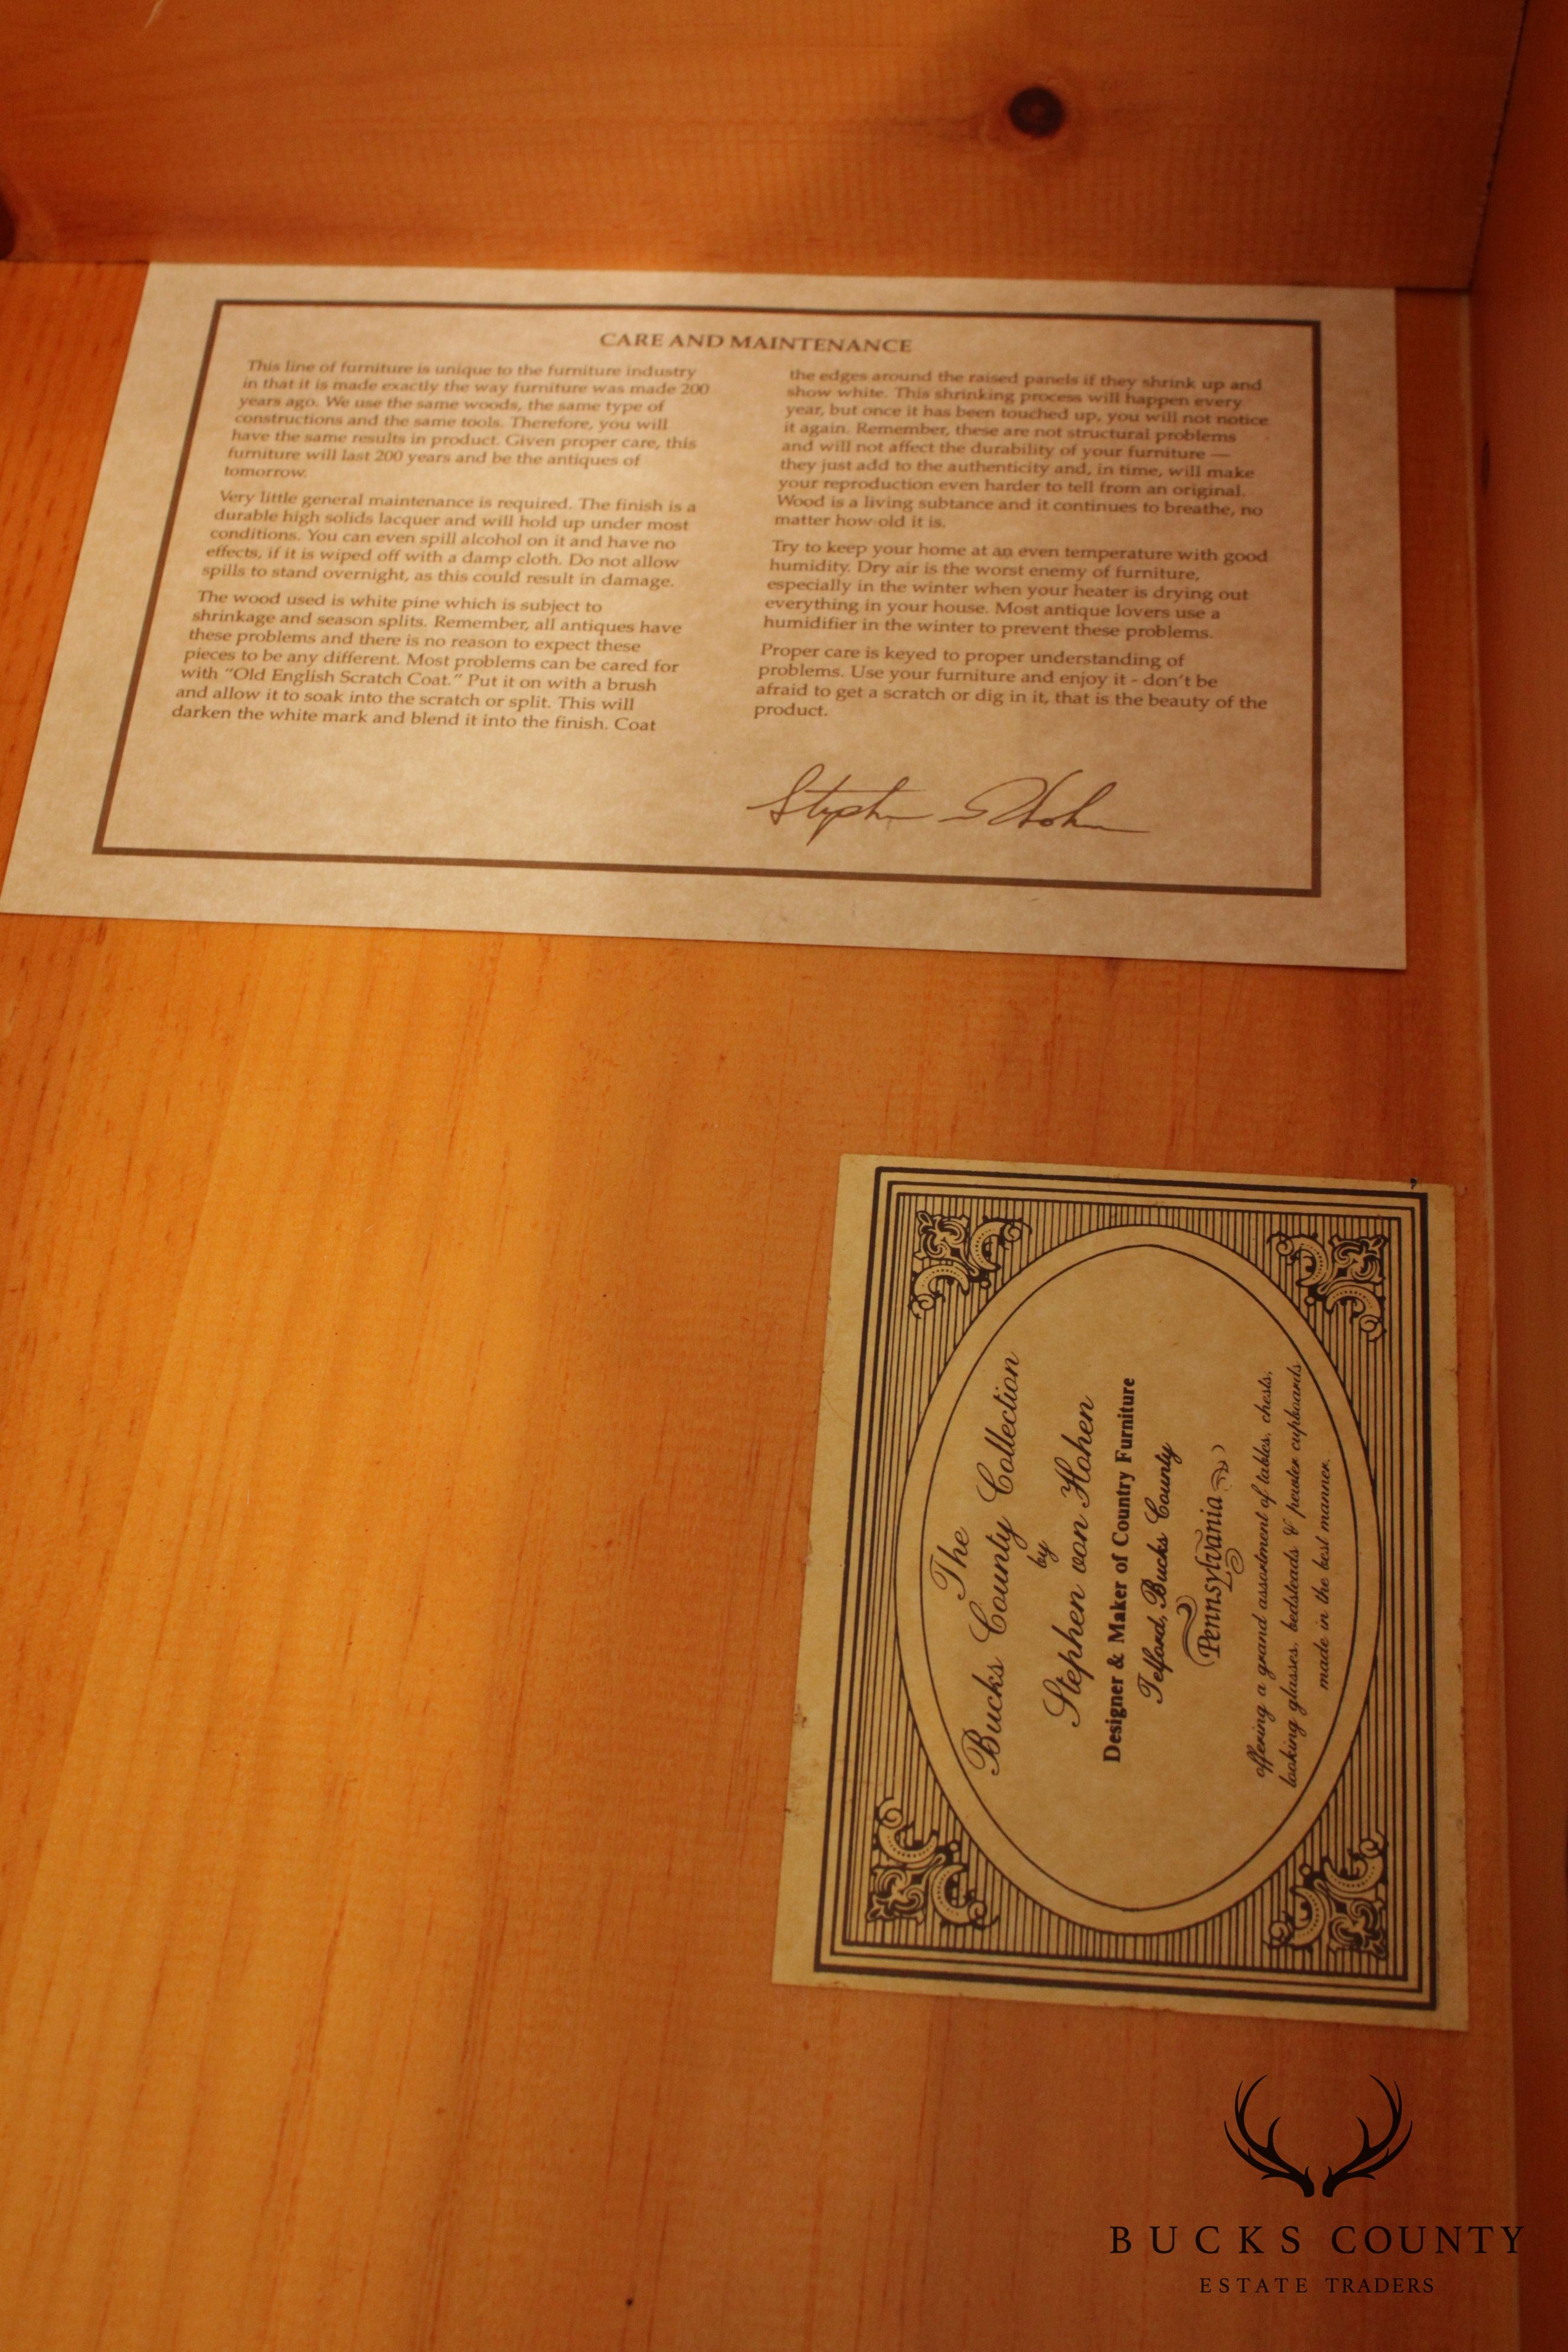 CARE AND MAINTENANCE
This line of furniture is unique to the furniture industry
in that it is made exactly the way furniture was made 200
years ago. We use the same woods, the same type of
constructions and the same tools. Therefore, you will
have the same results in product. Given proper care, this
furniture will last 200 years and be the antiques of
tomorrow.
Very little general maintenance is required. The finish is a
durable high solids lacquer and will hold up under most
conditions. You can even spill alcohol on it and have no
effects, if it is wiped off with a damp cloth. Do not allow
spills to stand overnight, as this could result in damage.
The wood used is white pine which is subject to
shrinkage and season splits. Remember, all antiques have
these problems and there is no reason to expect these
pieces to be any different. Most problems can be cared for
with “Old English Scratch Coat.” Put it on with a brush
and allow it to soak into the scratch or split. This will
darken the white mark and blend it into the finish. Coat
the edges around the raised panels if they shrink up and
show white. This shrinking process will happen every
year, but once it has been touched up, you will not notice
it again. Remember, these are not structural problems
and will not affect the durability of your furniture —
they just add to the authenticity and, in time, will make
your reproduction even harder to tell from an original.
Wood is a living subtance and it continues to breathe, no
matter how old it is.
Try to keep your home at an even temperature with good
humidity. Dry air is the worst enemy of furniture,
especially in the winter when your heater is drying out
everything in your house. Most antique lovers use a
humidifier in the winter to prevent these problems.
Proper care is keyed to proper understanding of
problems. Use your furniture and enjoy it - don't be
afraid to get a scratch or dig in it, that is the beauty of the
product.
Stephen von Hohen
The
Bucks County Collection
by
Stephen von Hohen
Designer & Maker of Country Furniture
Telford, Bucks County
Pennsylvania
offering a grand assortment of tables, chests,
looking glasses, bedsteads & pewter cupboards
made in the best manner.
BUCKS COUNTY
ESTATE TRADERS